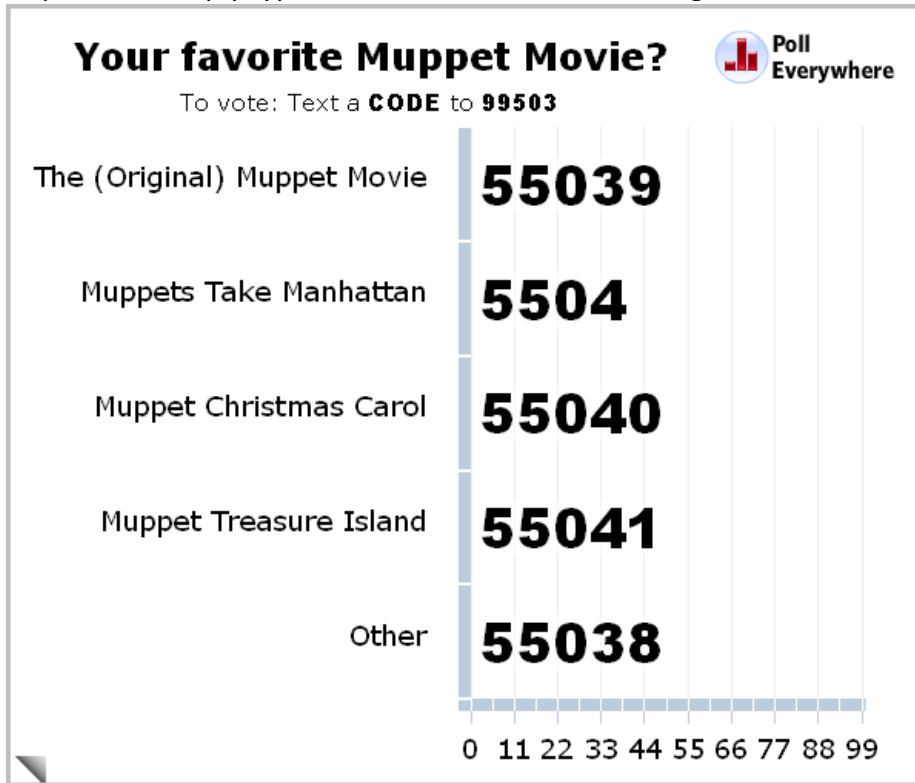 Your favorite Muppet Movie?
Poll
Everywhere
To vote: Text a CODE to 99503
The (Original) Muppet Movie 55039
Muppets Take Manhattan 5504
Muppet Christmas Carol 55040
Muppet Treasure Island 55041
Other 55038
0 11 22 33 44 55 66 77 88 99